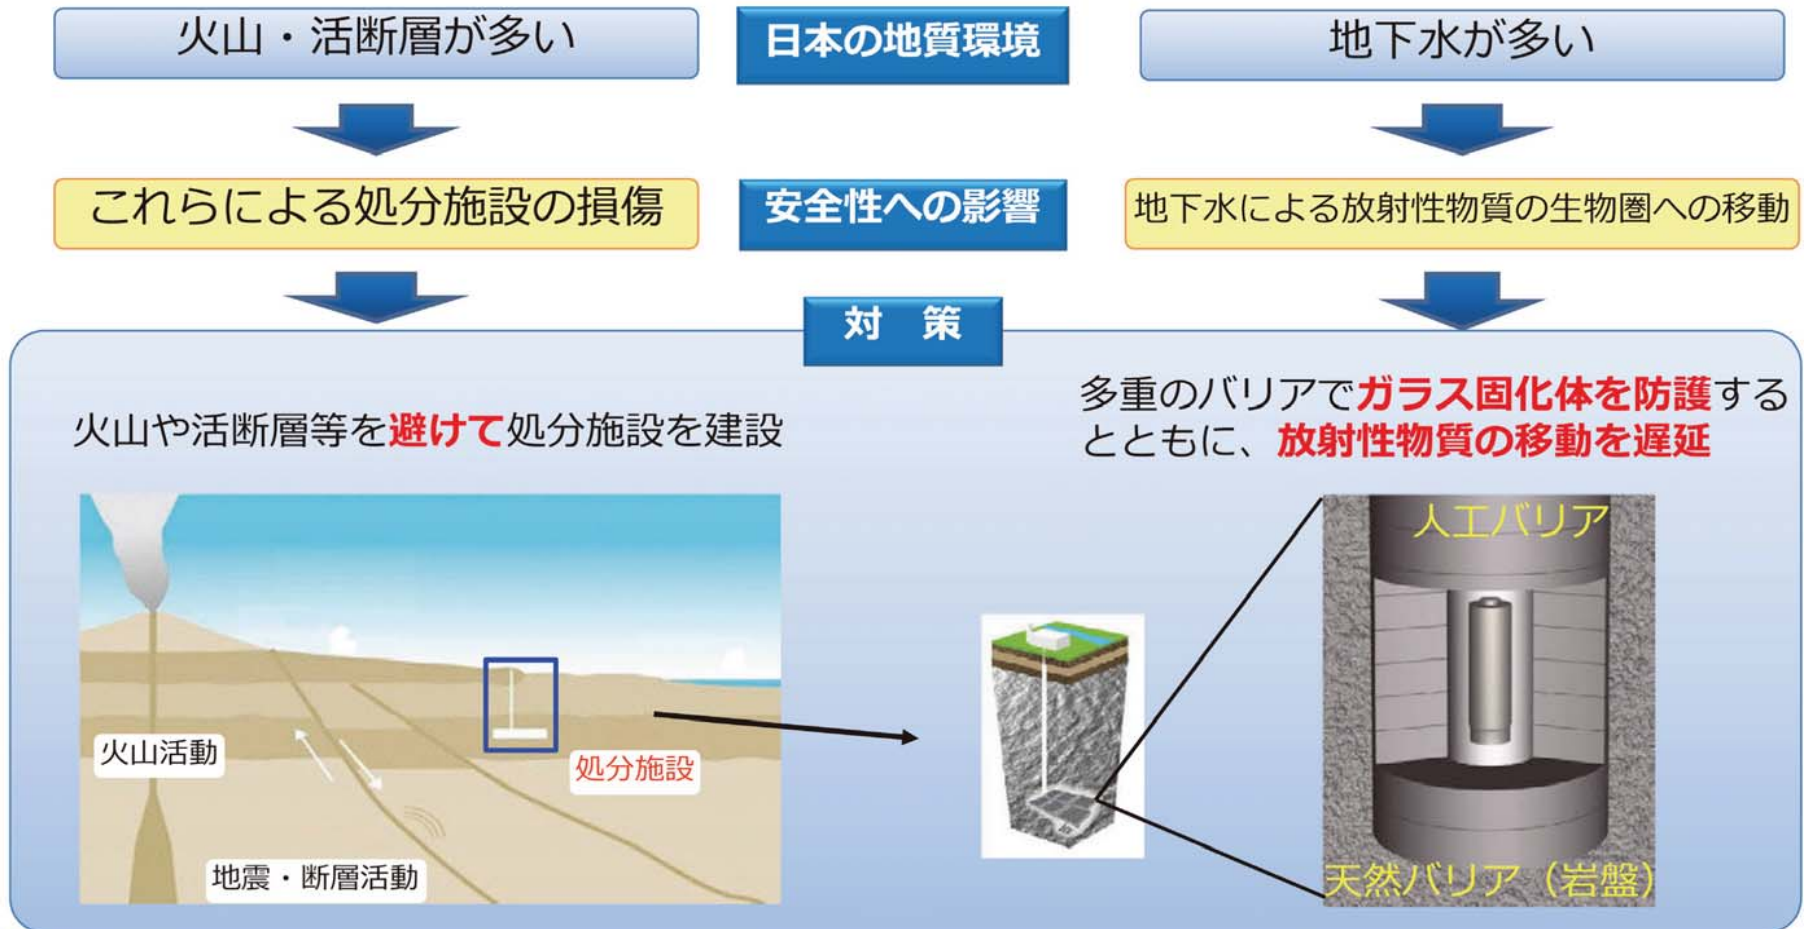 火山・活断層が多い
日本の地質環境
地下水が多い
これらによる処分施設の損傷
安全性への影響
地下水による放射性物質の生物圏への移動
対　策
火山や活断層等を避けて処分施設を建設
多重のバリアでガラス固化体を防護する
とともに、放射性物質の移動を遅延
火山活動
処分施設
地震・断層活動
人工バリア
天然バリア（岩盤）